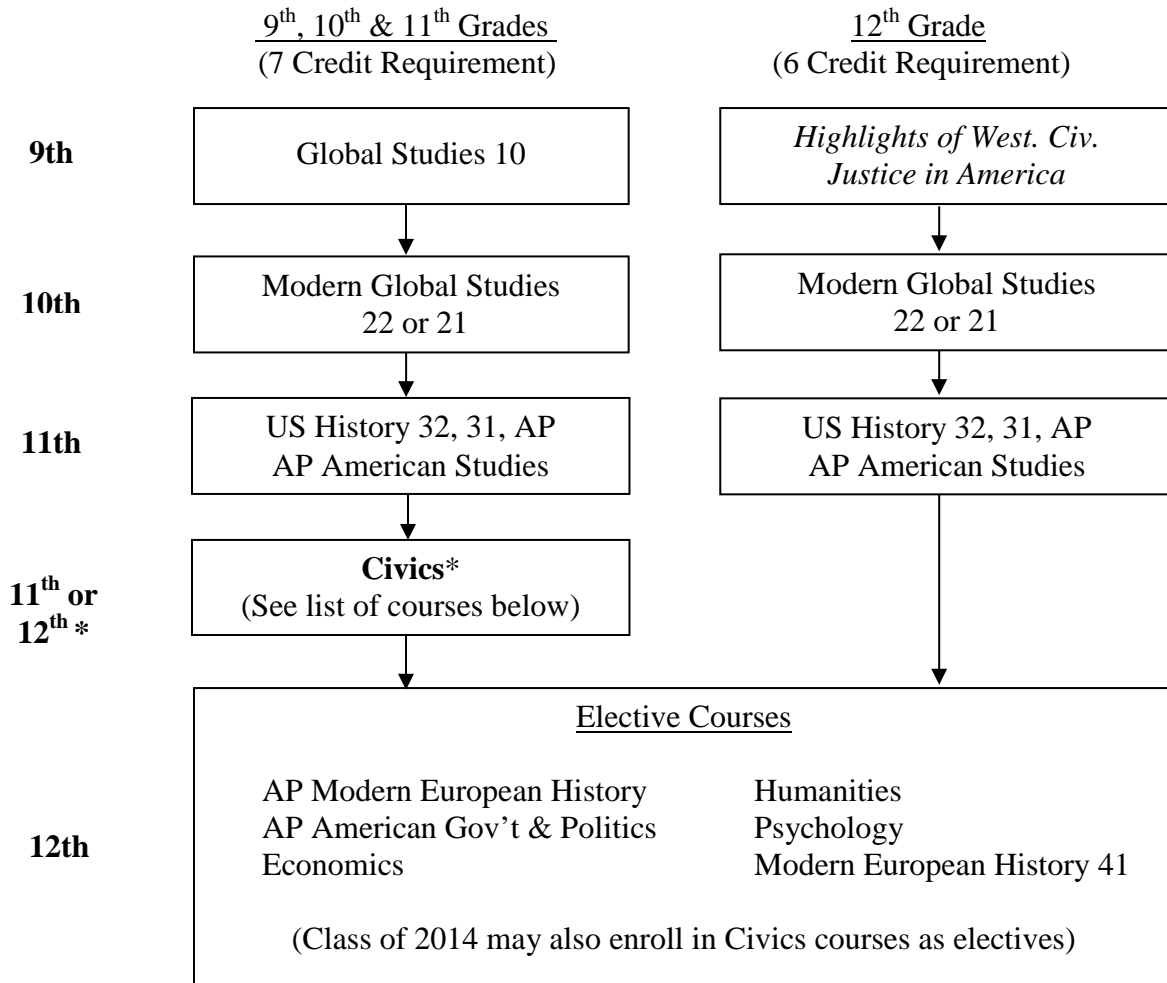 9th, 10th & 11th Grades
(7 Credit Requirement)
12th Grade
(6 Credit Requirement)
9th
Global Studies 10
Highlights of West. Civ.
Justice in America
10th
Modern Global Studies
22 or 21
Modern Global Studies
22 or 21
11th
US History 32, 31, AP
AP American Studies
US History 32, 31, AP
AP American Studies
11th or
12th *
Civics*
(See list of courses below)
12th
Elective Courses
AP Modern European History
AP American Gov’t & Politics
Economics
Humanities
Psychology
Modern European History 41
(Class of 2014 may also enroll in Civics courses as electives)